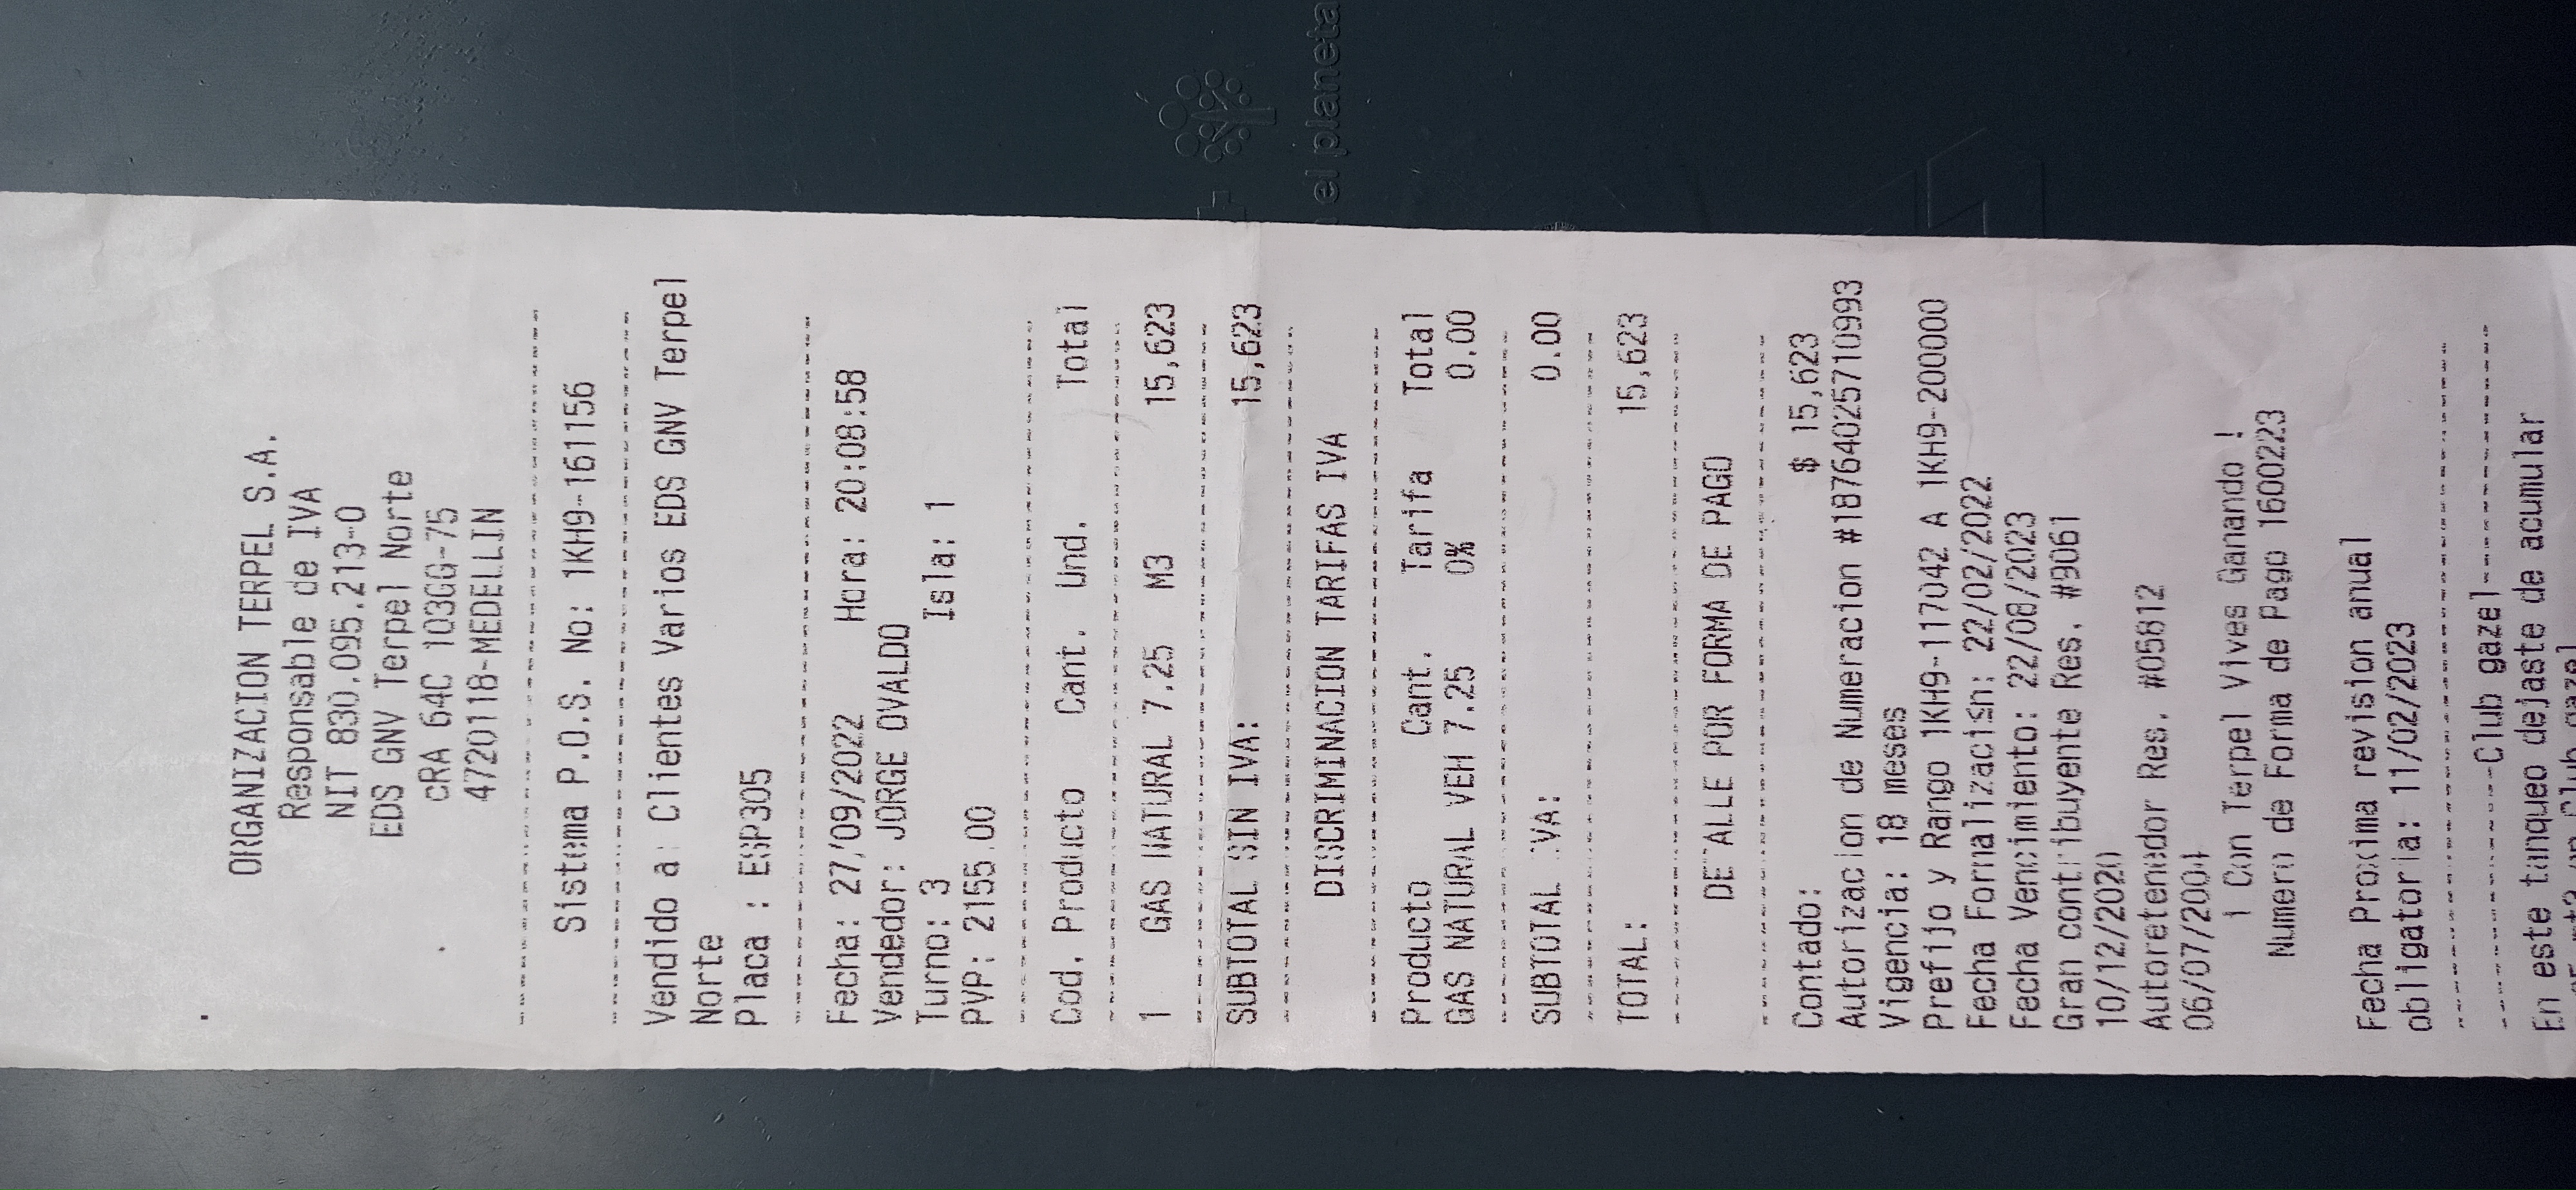 ORGANIZACION TERPEL S.A.
Responsable de IVA
NIT 830.095.213-0
EDS GNV Terpel Norte
CRA 64C 103GG-75
4720118-MEDELLIN
Sistema P.O.S. No: 1KH9-161156
Vendido a: Clientes Varios EDS GNV Terpel
Norte
Placa : ESP305
Fecha: 27/09/2022 Hora: 20:08:58
Vendedor: JORGE OVALDO
Turno: 3 Isla: 1
PVP: 2155.00
Cod. Producto Cant. Und. Total
1 GAS NATURAL 7.25 M3 15,623
SUBTOTAL SIN IVA: 15,623
DISCRIMINACION TARIFAS IVA
Producto Cant. Tarifa Total
GAS NATURAL VEH 7.25 0% 0.00
SUBTOTAL IVA: 0.00
TOTAL: 15,623
DETALLE POR FORMA DE PAGO
Contado: $ 15,623
Autorizacion de Numeracion #18764025710993
Vigencia: 18 meses
Prefijo y Rango 1KH9-117042 A 1KH9-200000
Fecha Formalizacisn: 22/02/2022
Fecha Vencimiento: 22/08/2023
Gran contribuyente Res. #9061
10/12/2020
Autoretenedor Res. #05812
06/07/2004
¡ Con Terpel Vives Ganando !
Numero de Forma de Pago 1600223
Fecha Proxima revision anual
obligatoria: 11/02/2023
Club gazel
En este tanqueo dejaste de acumular
club gazel
el planeta